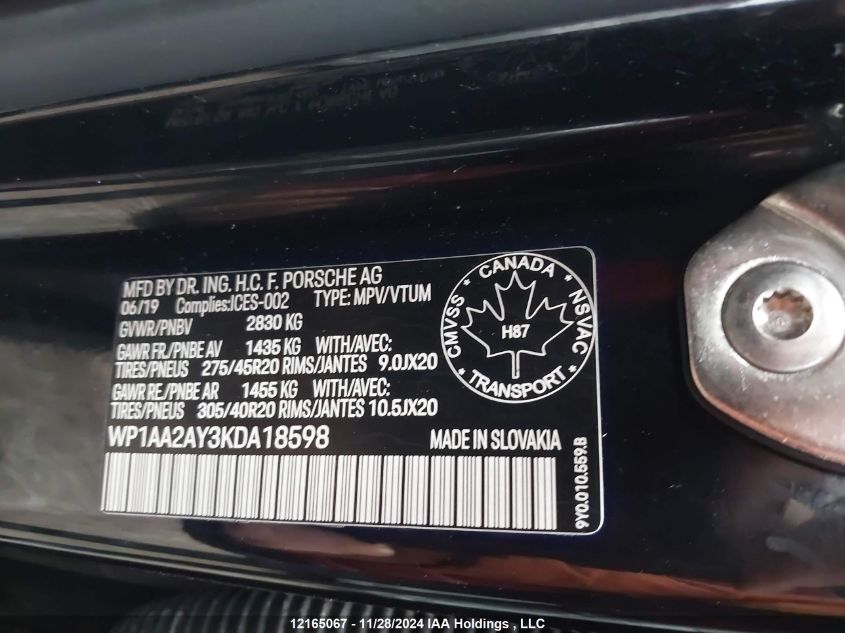 MFD BY DR. ING. H.C. F. PORSCHE AG
06/19 Complies:ICES-002 TYPE: MPV/VTUM
GVWR/PNBV 2830 KG
GAWR FR./PNBE AV 1435 KG WITH/AVEC:
TIRES/PNEUS 275/45R20 RIMS/JANTES 9.0JX20
GAWR RE./PNBE AR 1455 KG WITH/AVEC:
TIRES/PNEUS 305/40R20 RIMS/JANTES 10.5JX20
WP1AA2AY3KDA18598 MADE IN SLOVAKIA
CANADA
CMVSS NSVAC
H87
TRANSPORT
9Y0.010.559.B
12165067 - 11/28/2024 IAA Holdings , LLC